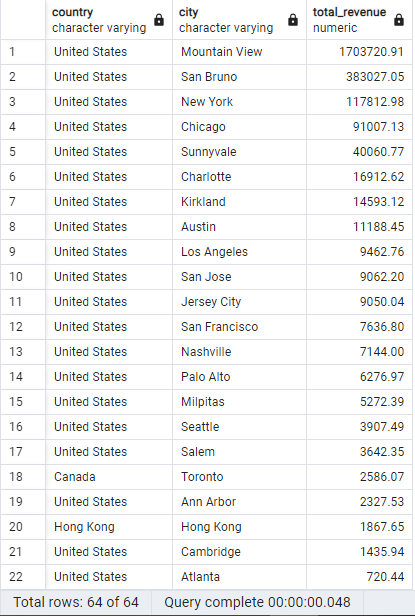 country city total_revenue
character varying character varying numeric
1 United States Mountain View 1703720.91
2 United States San Bruno 383027.05
3 United States New York 117812.98
4 United States Chicago 91007.13
5 United States Sunnyvale 40060.77
6 United States Charlotte 16912.62
7 United States Kirkland 14593.12
8 United States Austin 11188.45
9 United States Los Angeles 9462.76
10 United States San Jose 9062.20
11 United States Jersey City 9050.04
12 United States San Francisco 7636.80
13 United States Nashville 7144.00
14 United States Palo Alto 6276.97
15 United States Milpitas 5272.39
16 United States Seattle 3907.49
17 United States Salem 3642.35
18 Canada Toronto 2586.07
19 United States Ann Arbor 2327.53
20 Hong Kong Hong Kong 1867.65
21 United States Cambridge 1435.94
22 United States Atlanta 720.44
Total rows: 64 of 64 Query complete 00:00:00.048